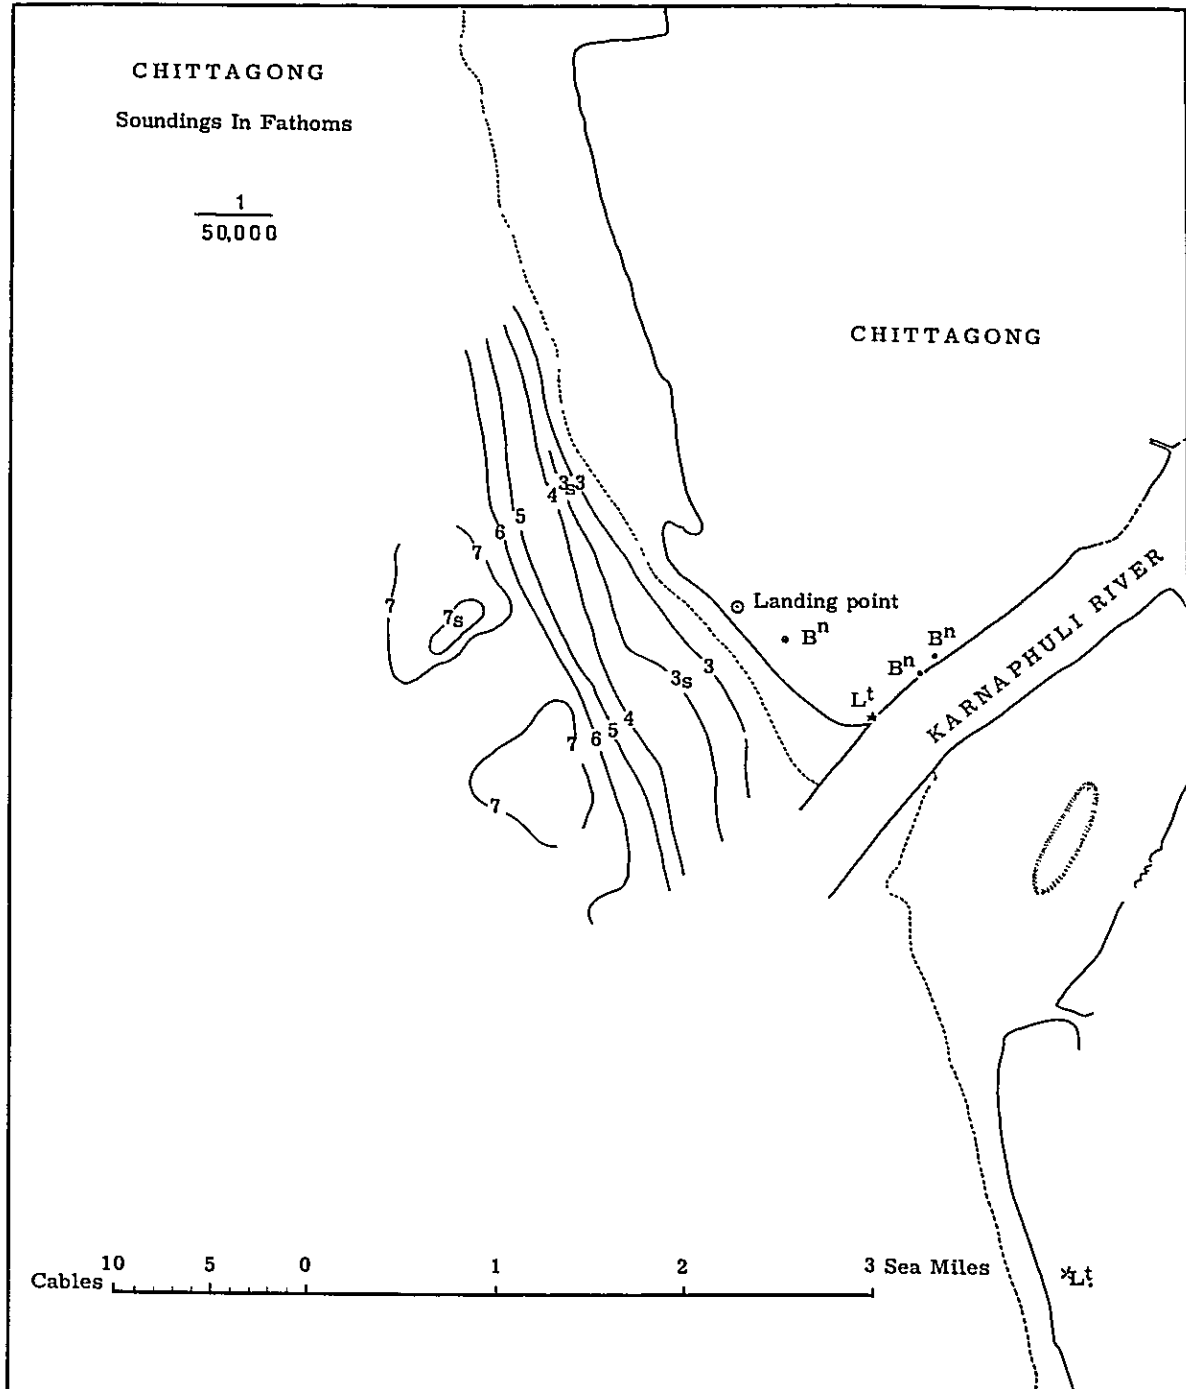 CHITTAGONG
Soundings In Fathoms
1
50,000
CHITTAGONG
3s 3
4
5
6
7
7
7s
Landing point
Bn
Bn
Bn
Lt
KARNAPHULI RIVER
3
3s
4
5
6
7
7
10 5 0 1 2 3 Sea Miles
Cables
Lt.